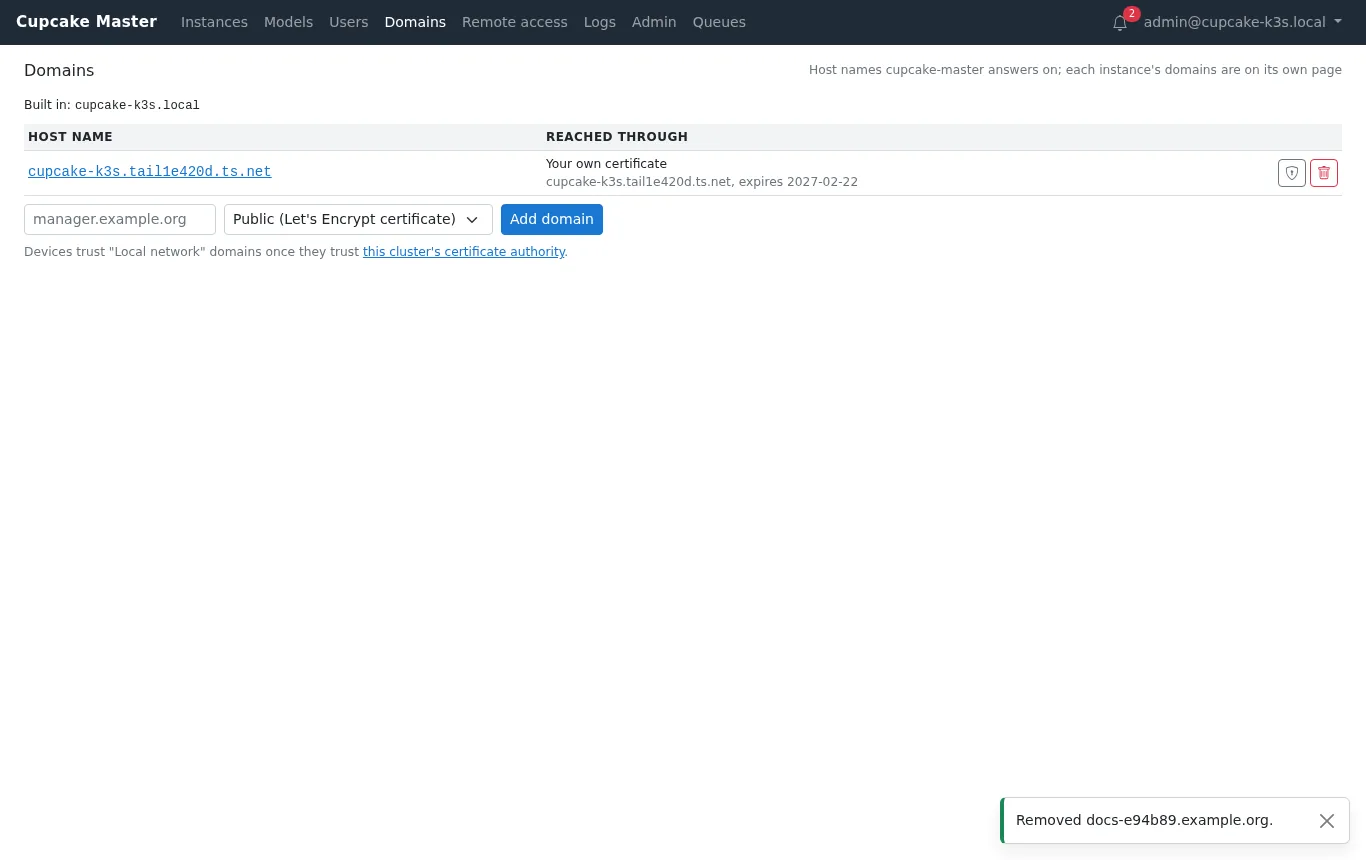 Cupcake Master Instances Models Users Domains Remote access Logs Admin Queues 2 admin@cupcake-k3s.local
Domains Host names cupcake-master answers on; each instance's domains are on its own page
Built in: cupcake-k3s.local
HOST NAME REACHED THROUGH
cupcake-k3s.tail1e420d.ts.net Your own certificate
cupcake-k3s.tail1e420d.ts.net, expires 2027-02-22
manager.example.org Public (Let's Encrypt certificate) Add domain
Devices trust "Local network" domains once they trust this cluster's certificate authority.
Removed docs-e94b89.example.org.